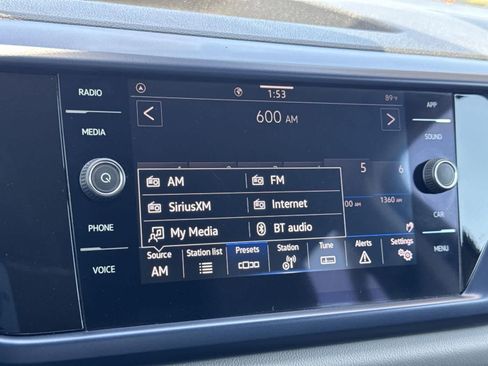 RADIO
MEDIA
PHONE
VOICE
1:53
89°F
600 AM
5 6
AM FM
SiriusXM Internet
My Media BT audio
00 AM 1360 AM
Source
AM
Station list
Presets
Station
Tune
Alerts
Settings
APP
SOUND
CAR
MENU